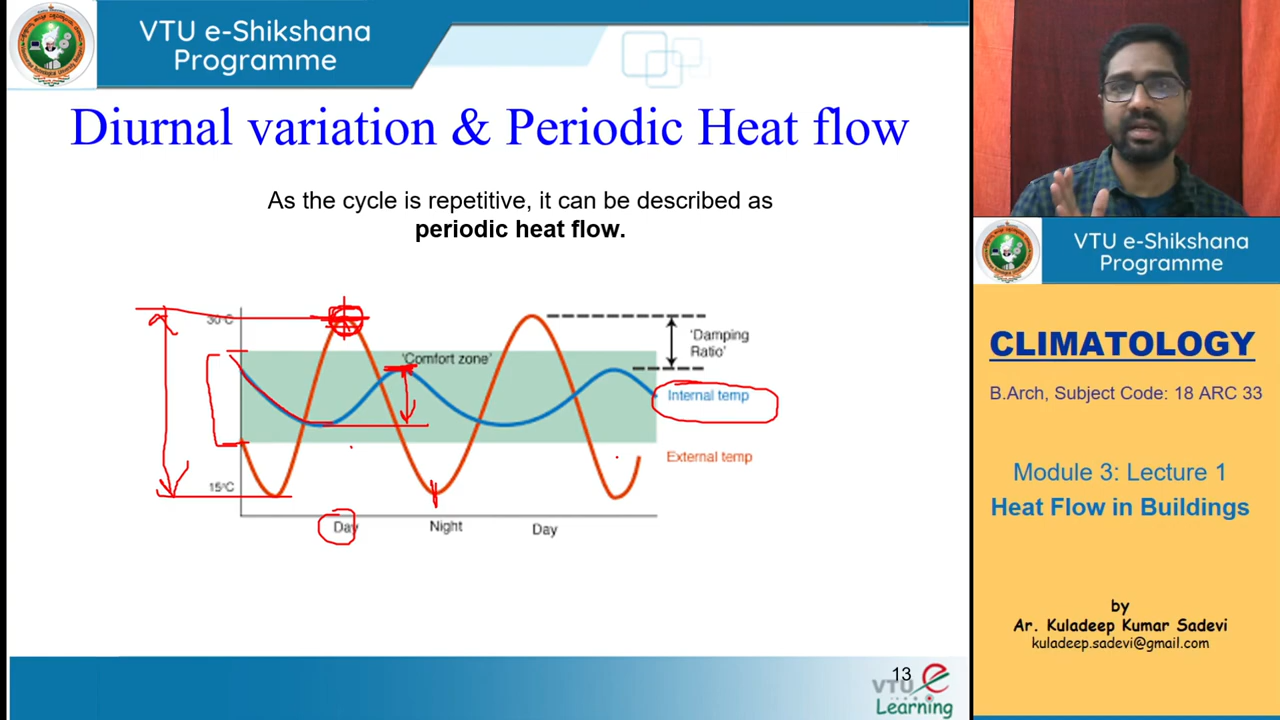 VTU e-Shikshana
Programme
Diurnal variation & Periodic Heat flow
As the cycle is repetitive, it can be described as
periodic heat flow.
30°C
'Comfort zone'
'Damping
Ratio'
Internal temp
External temp
15°C
Day
Night
Day
13
VTU e
Learning
VTU e-Shikshana
Programme
CLIMATOLOGY
B.Arch, Subject Code: 18 ARC 33
Module 3: Lecture 1
Heat Flow in Buildings
by
Ar. Kuladeep Kumar Sadevi
kuladeep.sadevi@gmail.com